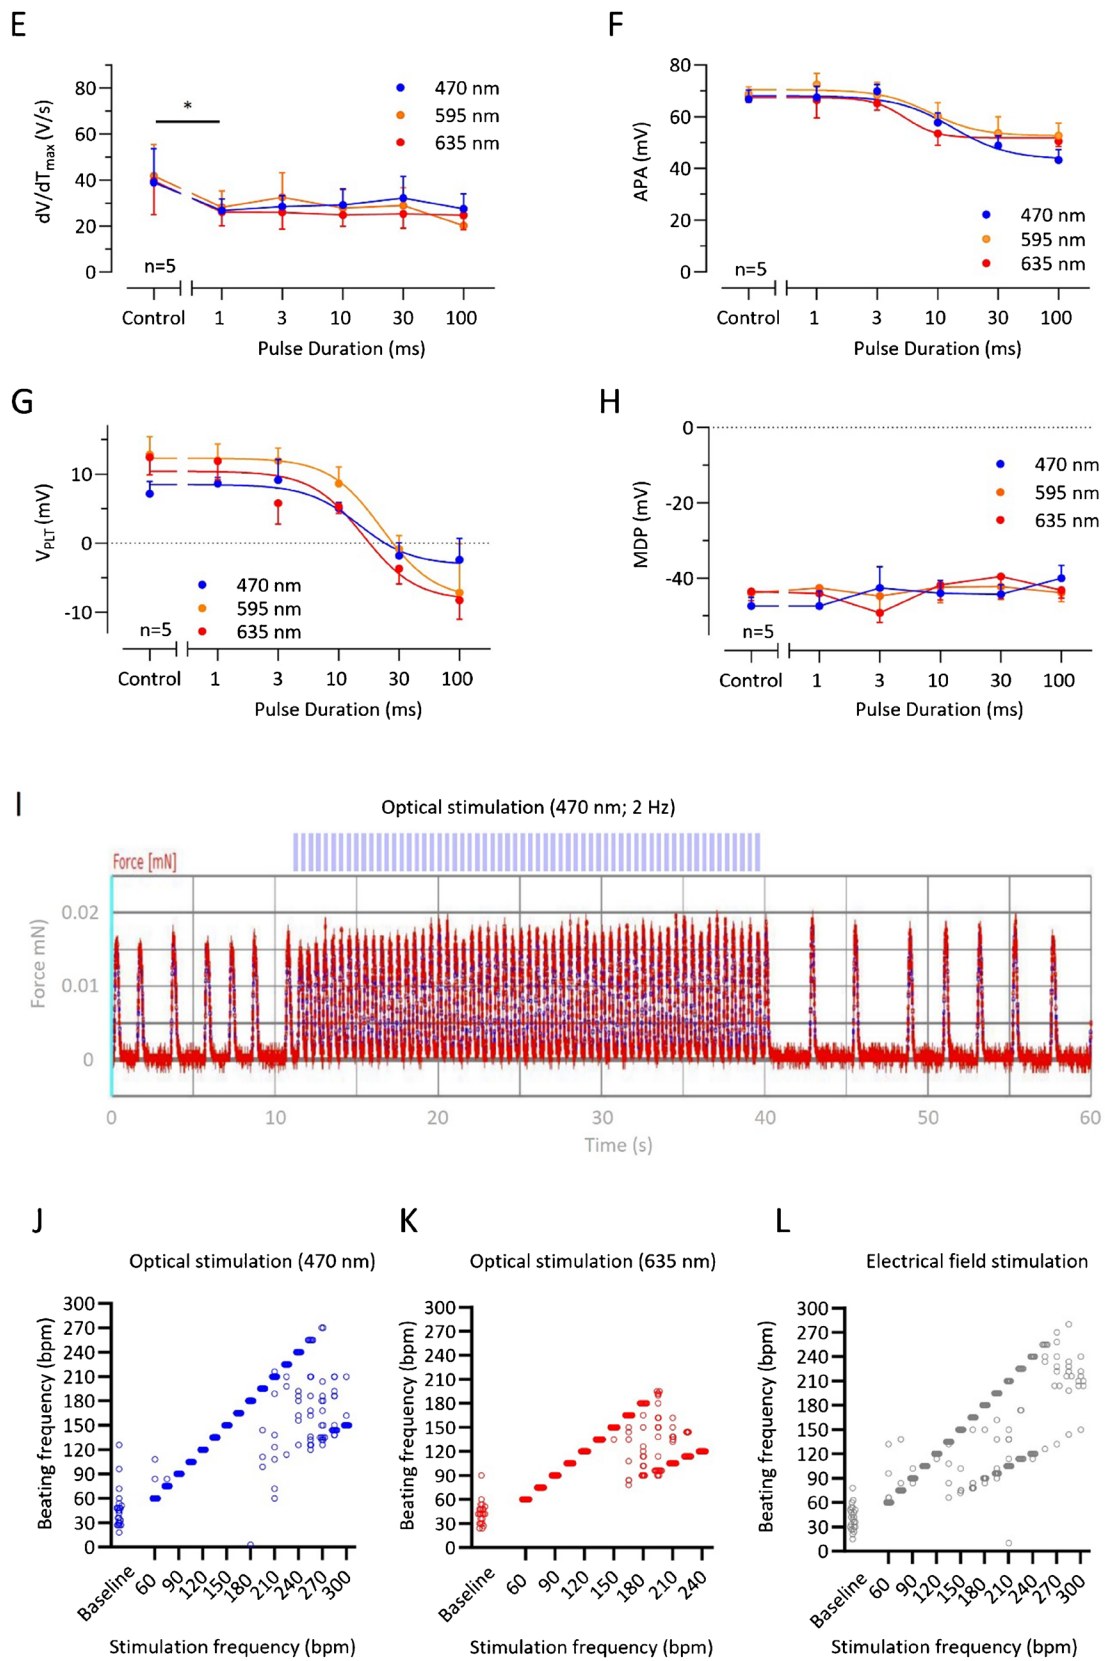 E
dV/dTmax (V/s)
80
60
40
20
0
*
470 nm
595 nm
635 nm
n=5
Control 1 3 10 30 100
Pulse Duration (ms)
F
APA (mV)
80
60
40
20
0
470 nm
595 nm
635 nm
n=5
Control 1 3 10 30 100
Pulse Duration (ms)
G
VPLT (mV)
10
0
-10
470 nm
595 nm
635 nm
n=5
Control 1 3 10 30 100
Pulse Duration (ms)
H
MDP (mV)
0
-20
-40
470 nm
595 nm
635 nm
n=5
Control 1 3 10 30 100
Pulse Duration (ms)
I
Optical stimulation (470 nm; 2 Hz)
Force [mN]
Force mN)
0.02
0.01
0
0 10 20 30 40 50 60
Time (s)
J
Optical stimulation (470 nm)
Beating frequency (bpm)
300
270
240
210
180
150
120
90
60
30
0
Baseline 60 90 120 150 180 210 240 270 300
Stimulation frequency (bpm)
K
Optical stimulation (635 nm)
Beating frequency (bpm)
300
270
240
210
180
150
120
90
60
30
0
Baseline 60 90 120 150 180 210 240
Stimulation frequency (bpm)
L
Electrical field stimulation
Beating frequency (bpm)
300
270
240
210
180
150
120
90
60
30
0
Baseline 60 90 120 150 180 210 240 270 300
Stimulation frequency (bpm)